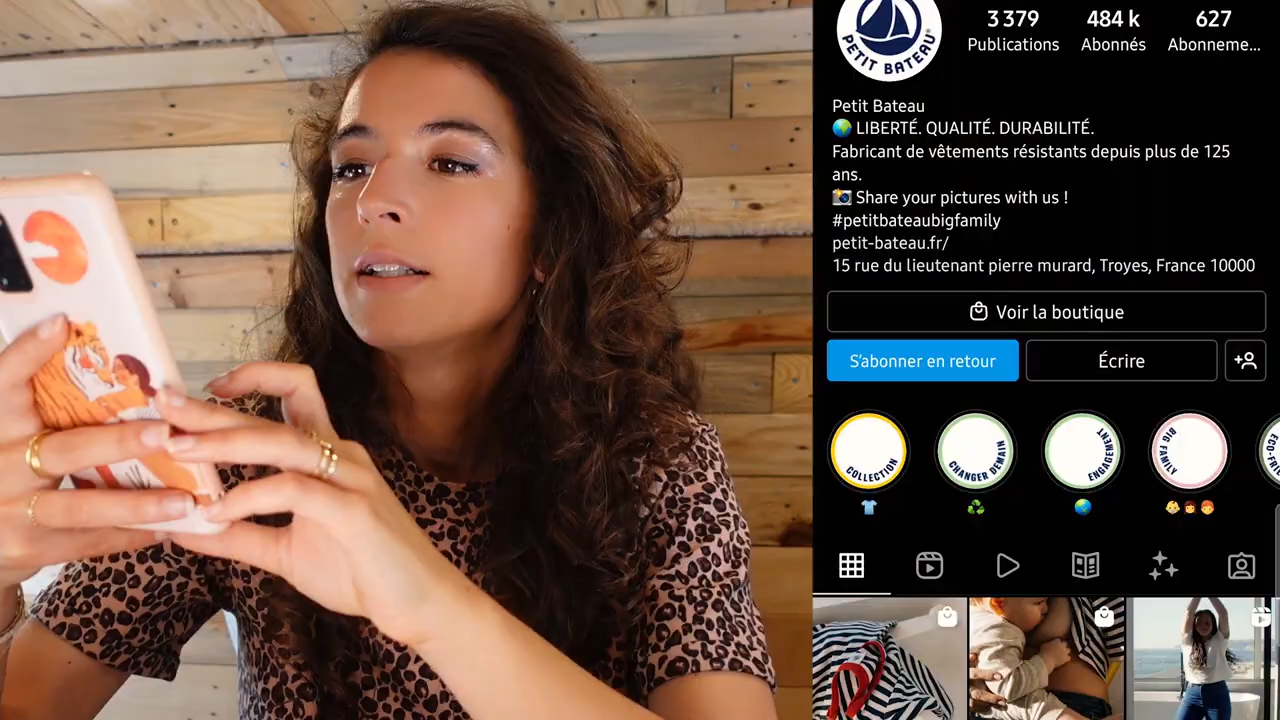 3 379
484 k
627
Publications
Abonnés
Abonneme...
PETIT BATEAU
Petit Bateau
🌍 LIBERTÉ. QUALITÉ. DURABILITÉ.
Fabricant de vêtements résistants depuis plus de 125
ans.
📸 Share your pictures with us !
#petitbateaubigfamily
petit-bateau.fr/
15 rue du lieutenant pierre murard, Troyes, France 10000
Voir la boutique
S'abonner en retour
Écrire
COLLECTION
CHANGER DEMAIN
ENGAGEMENT
BIG FAMILY